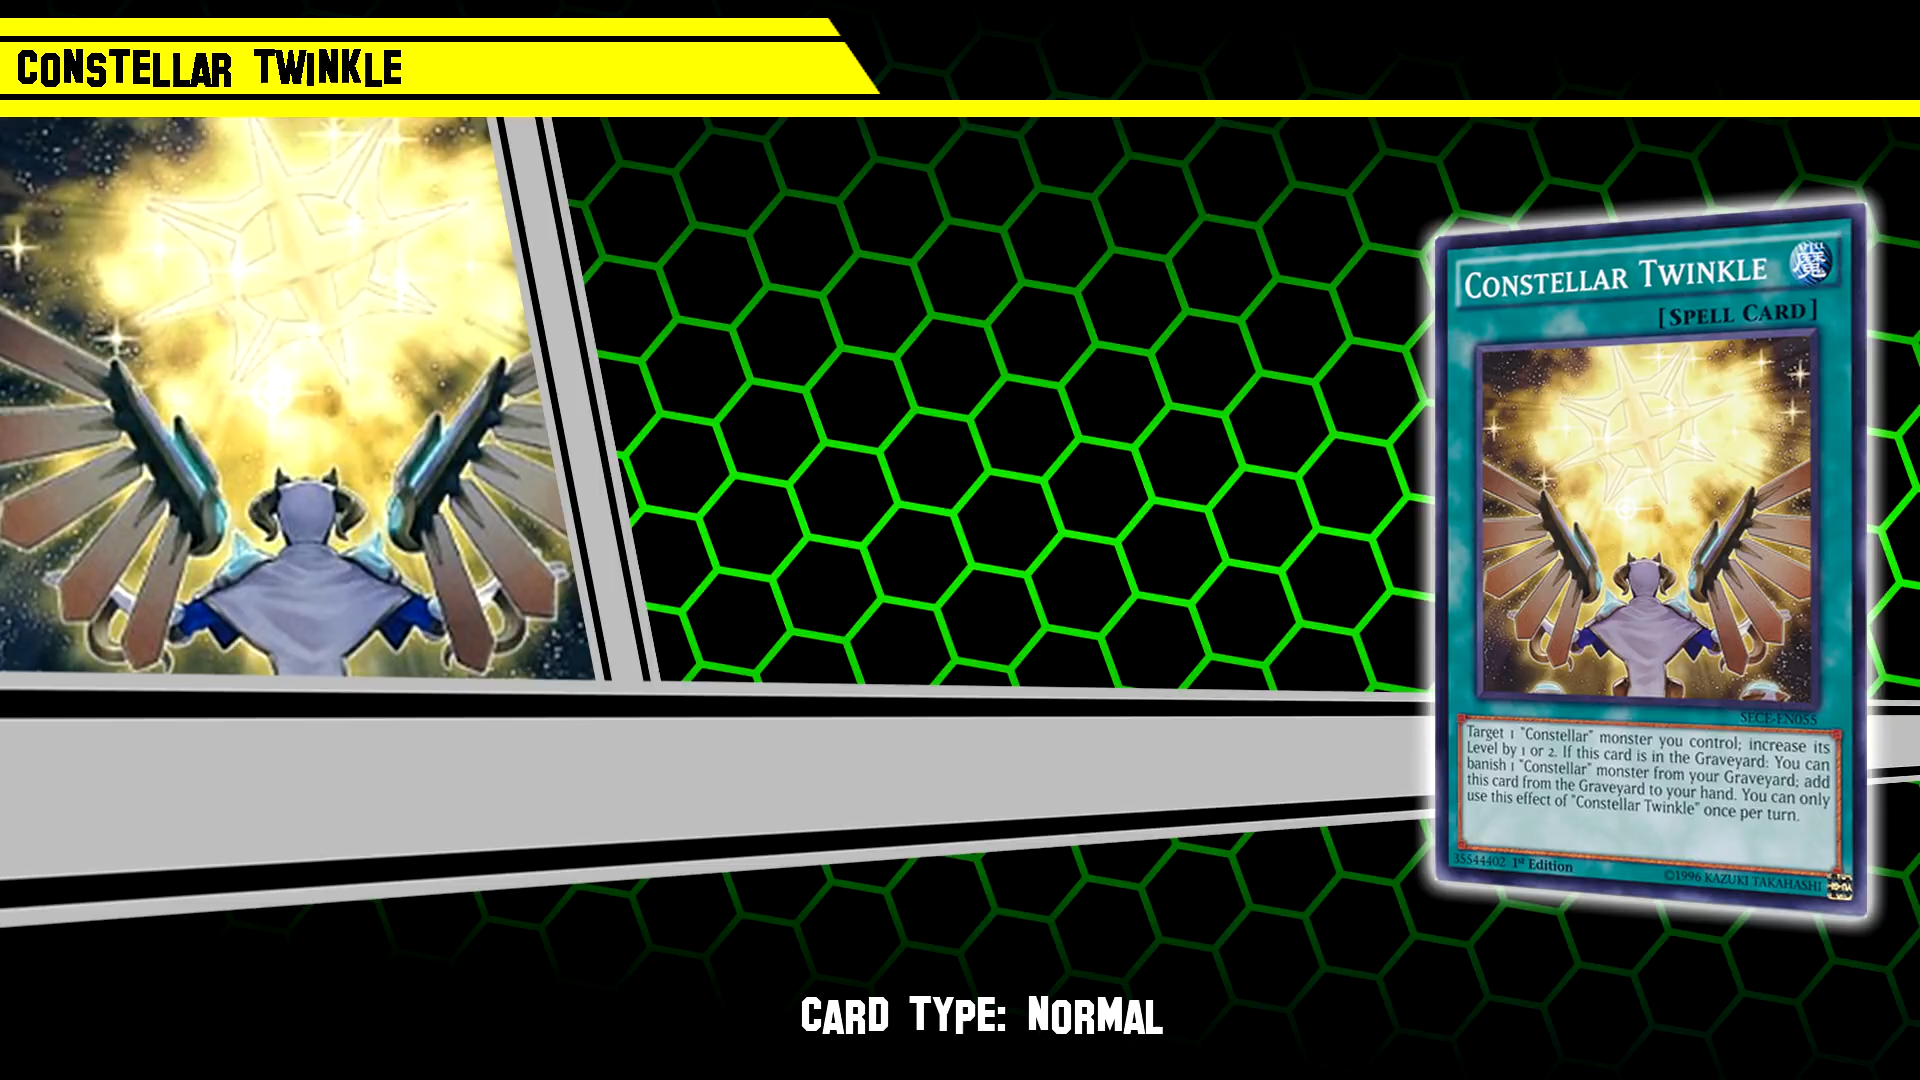 CONSTELLAR TWINKLE
CONSTELLAR TWINKLE
魔
[SPELL CARD]
SECE-EN055
Target 1 "Constellar" monster you control; increase its
Level by 1 or 2. If this card is in the Graveyard: You can
banish 1 "Constellar" monster from your Graveyard; add
this card from the Graveyard to your hand. You can only
use this effect of "Constellar Twinkle" once per turn.
35544402 1st Edition
©1996 KAZUKI TAKAHASHI
CARD TYPE: NORMAL